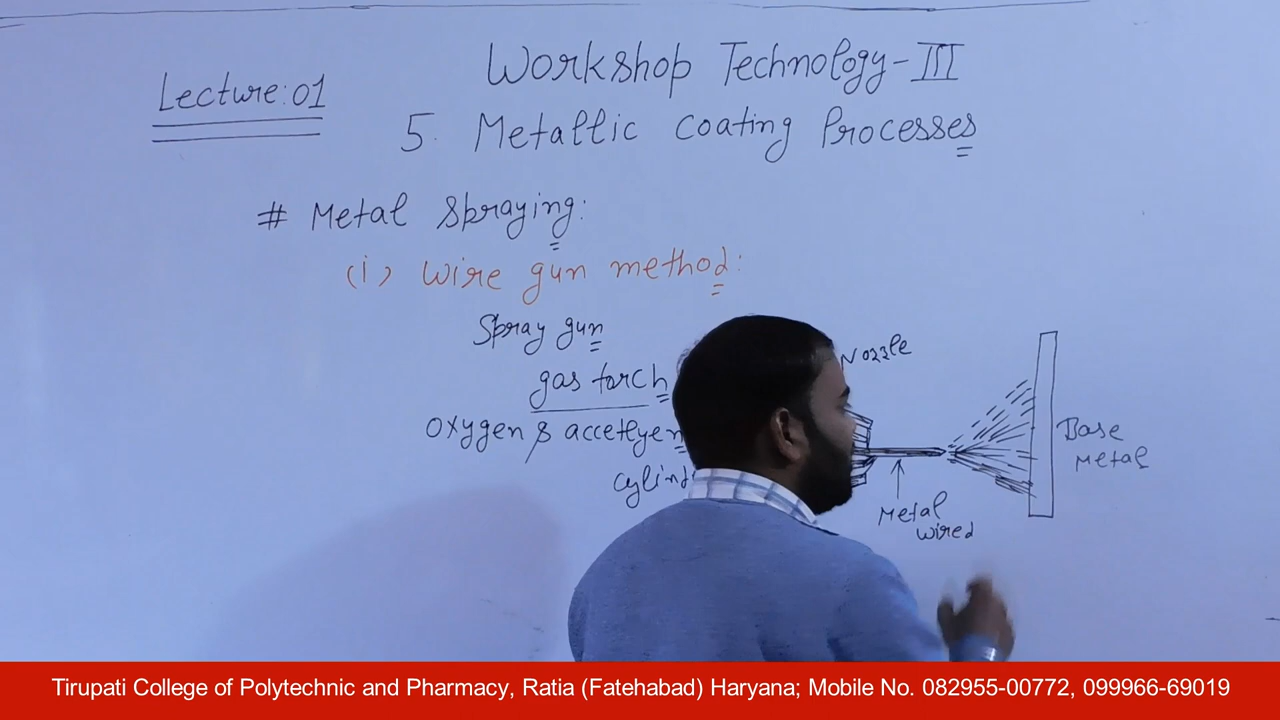 Workshop Technology-III
Lecture:01
5. Metallic Coating Processes
# Metal Spraying:
(i) Wire gun method:
Spray gun
Nozzle
gas torch
oxygen &
Base
Metal
Metal
wired
Tirupati College of Polytechnic and Pharmacy, Ratia (Fatehabad) Haryana; Mobile No. 082955-00772, 099966-69019